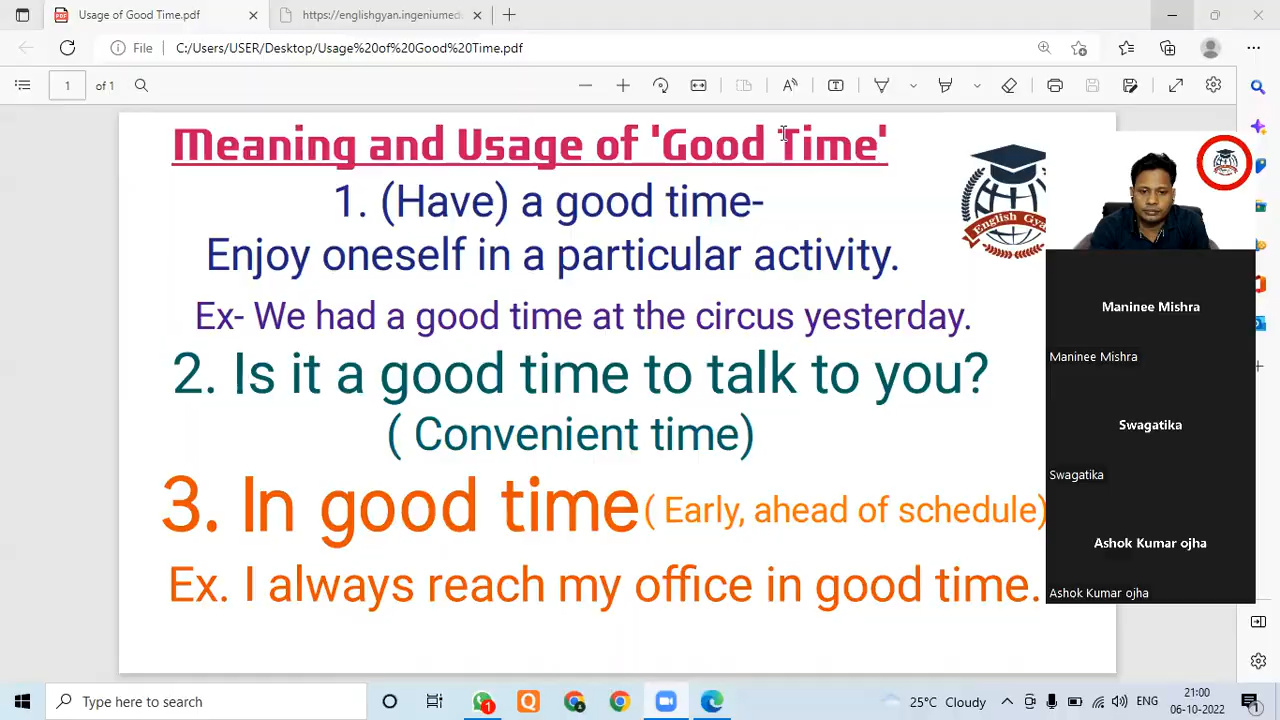 Usage of Good Time.pdf
https://englishgyan.ingeniumed
File
C:/Users/USER/Desktop/Usage%20of%20Good%20Time.pdf
1 of 1
Meaning and Usage of 'Good Time'
1. (Have) a good time-
Enjoy oneself in a particular activity.
Ex- We had a good time at the circus yesterday.
2. Is it a good time to talk to you?
( Convenient time)
3. In good time ( Early, ahead of schedule)
Ex. I always reach my office in good time.
English Gya
Maninee Mishra
Maninee Mishra
Swagatika
Swagatika
Ashok Kumar ojha
Ashok Kumar ojha
Type here to search
1
25°C Cloudy
ENG
21:00
06-10-2022
1